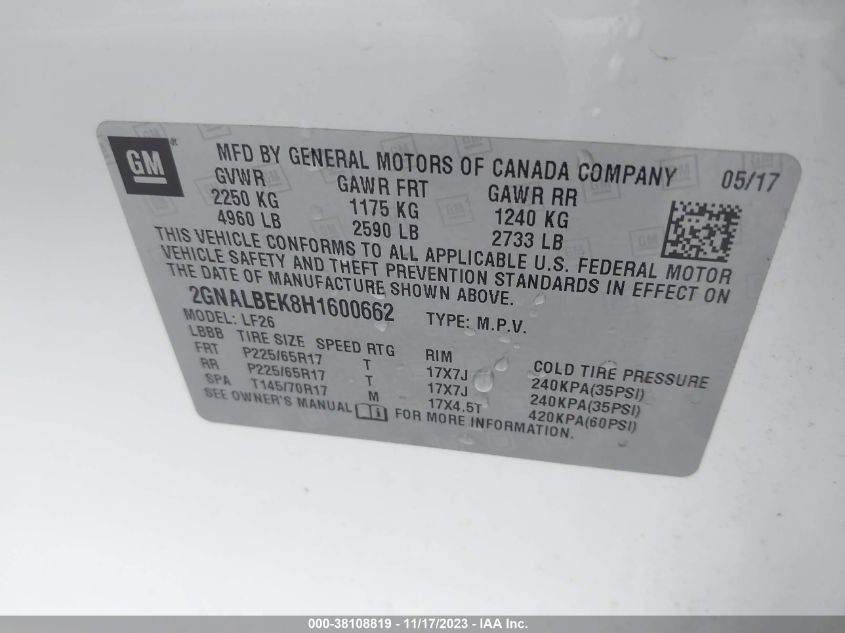 GM
MFD BY GENERAL MOTORS OF CANADA COMPANY 05/17
GVWR GAWR FRT GAWR RR
2250 KG 1175 KG 1240 KG
4960 LB 2590 LB 2733 LB
THIS VEHICLE CONFORMS TO ALL APPLICABLE U.S. FEDERAL MOTOR
VEHICLE SAFETY AND THEFT PREVENTION STANDARDS IN EFFECT ON
THE DATE OF MANUFACTURE SHOWN ABOVE.
2GNALBEK8H1600662 TYPE: M.P.V.
MODEL: LF26
LBBB TIRE SIZE SPEED RTG RIM COLD TIRE PRESSURE
FRT P225/65R17 T 17X7J 240KPA(35PSI)
RR P225/65R17 T 17X7J 240KPA(35PSI)
SPA T145/70R17 M 17X4.5T 420KPA(60PSI)
SEE OWNER'S MANUAL FOR MORE INFORMATION.
000-38108819 - 11/17/2023 - IAA Inc.